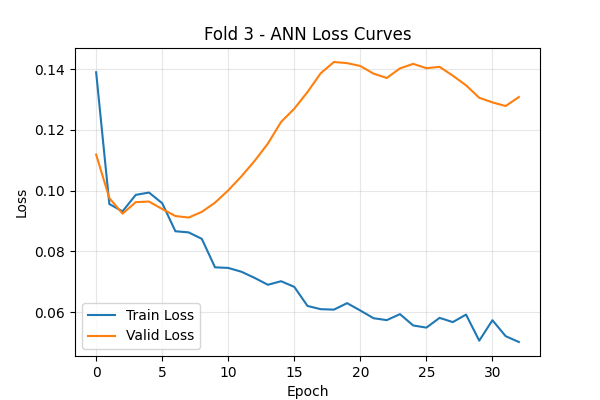 Fold 3 - ANN Loss Curves
0.14
0.12
0.10
0.08
0.06
Loss
Train Loss
Valid Loss
0 5 10 15 20 25 30
Epoch